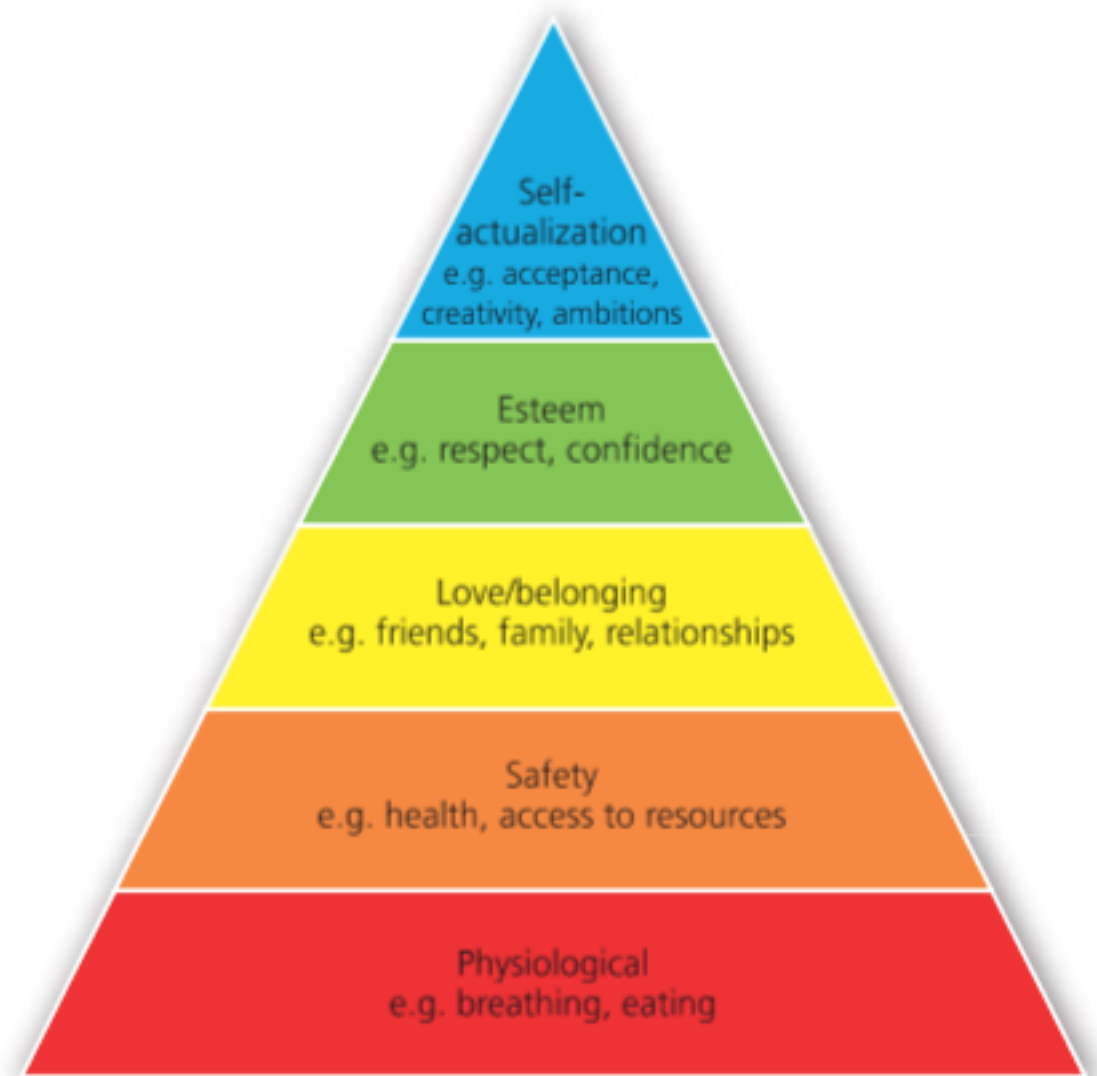 Self-
actualization
e.g. acceptance,
creativity, ambitions
Esteem
e.g. respect, confidence
Love/belonging
e.g. friends, family, relationships
Safety
e.g. health, access to resources
Physiological
e.g. breathing, eating